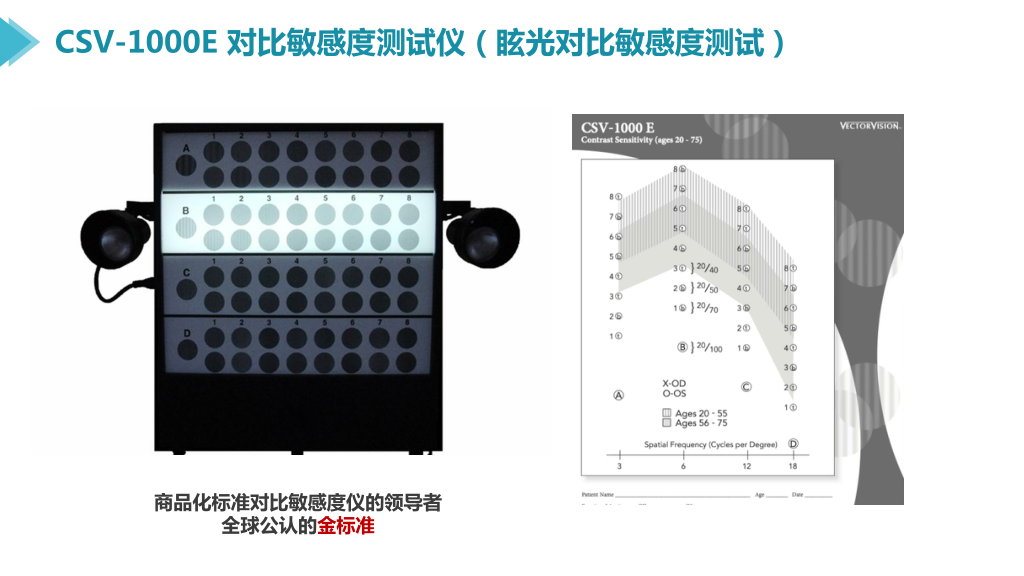 CSV-1000E 对比敏感度测试仪（眩光对比敏感度测试）
1 2 3 4 5 6 7 8
A
1 2 3 4 5 6 7 8
B
1 2 3 4 5 6 7 8
C
1 2 3 4 5 6 7 8
D
商品化标准对比敏感度仪的领导者
全球公认的金标准
CSV-1000 E
Contrast Sensitivity (ages 20 - 75)
VECTORVISION
8 b
7 b
8 b
6 t
8 t
7 b
5 t
7 t
6 b
4 b
6 b
5 b
3 t } 20/40
5 b
8 t
4 t
2 b } 20/50
4 t
7 b
3 t
1 b } 20/70
3 b
6 t
2 b
2 t
5 b
1 t
B } 20/100
1 b
4 t
3 b
X-OD
O-OS
A
C
2 t
1 t
Ages 20 - 55
Ages 56 - 75
Spatial Frequency (Cycles per Degree)
D
3 6 12 18
Patient Name Age Date